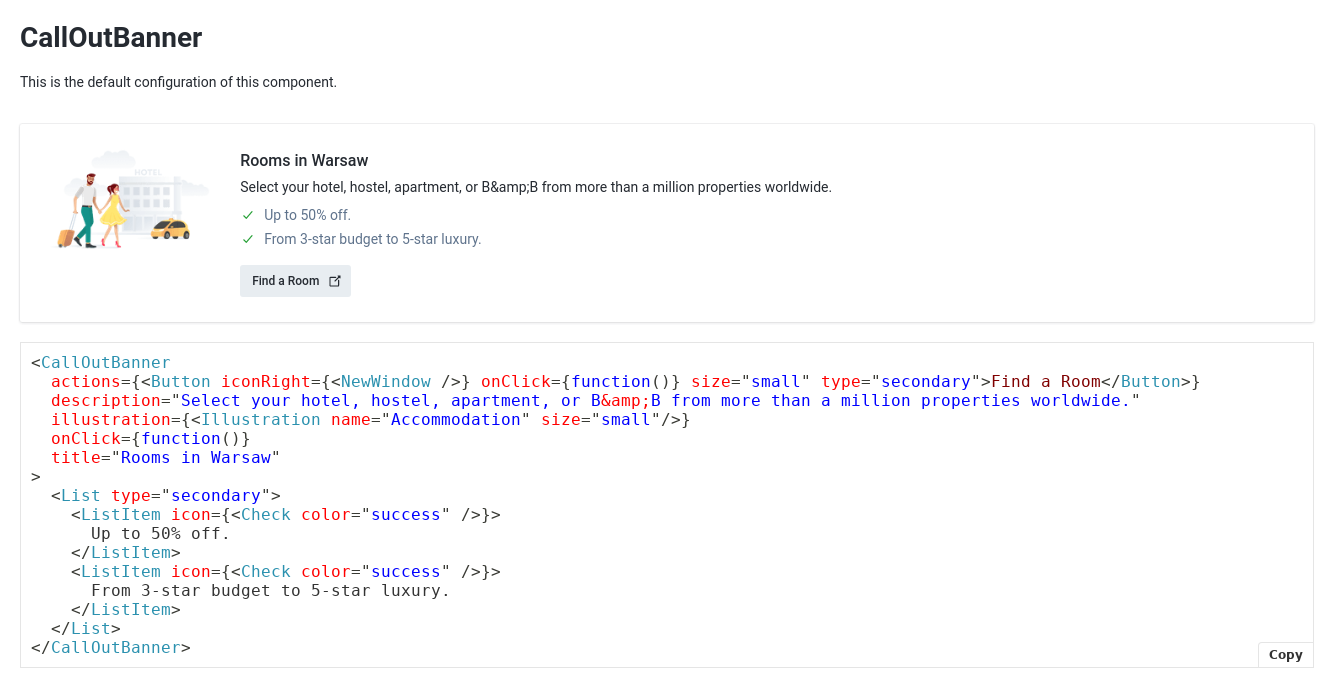 CallOutBanner
This is the default configuration of this component.
HOTEL
Rooms in Warsaw
Select your hotel, hostel, apartment, or B&amp;B from more than a million properties worldwide.
Up to 50% off.
From 3-star budget to 5-star luxury.
Find a Room
<CallOutBanner
  actions={<Button iconRight={<NewWindow />} onClick={function()} size="small" type="secondary">Find a Room</Button>}
  description="Select your hotel, hostel, apartment, or B&amp;B from more than a million properties worldwide."
  illustration={<Illustration name="Accommodation" size="small"/>}
  onClick={function()}
  title="Rooms in Warsaw"
>
  <List type="secondary">
    <ListItem icon={<Check color="success" />}>
      Up to 50% off.
    </ListItem>
    <ListItem icon={<Check color="success" />}>
      From 3-star budget to 5-star luxury.
    </ListItem>
  </List>
</CallOutBanner>
Copy